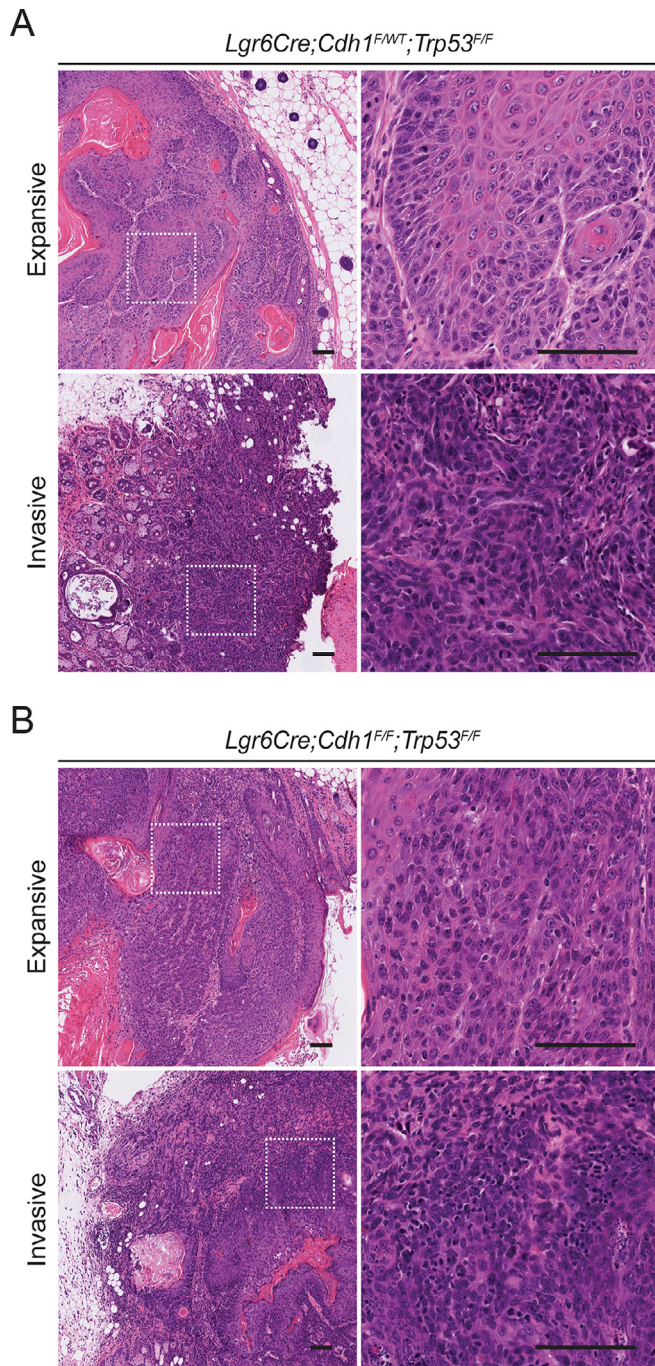 A
Lgr6Cre;Cdh1F/WT;Trp53F/F
Expansive
Invasive
B
Lgr6Cre;Cdh1F/F;Trp53F/F
Expansive
Invasive